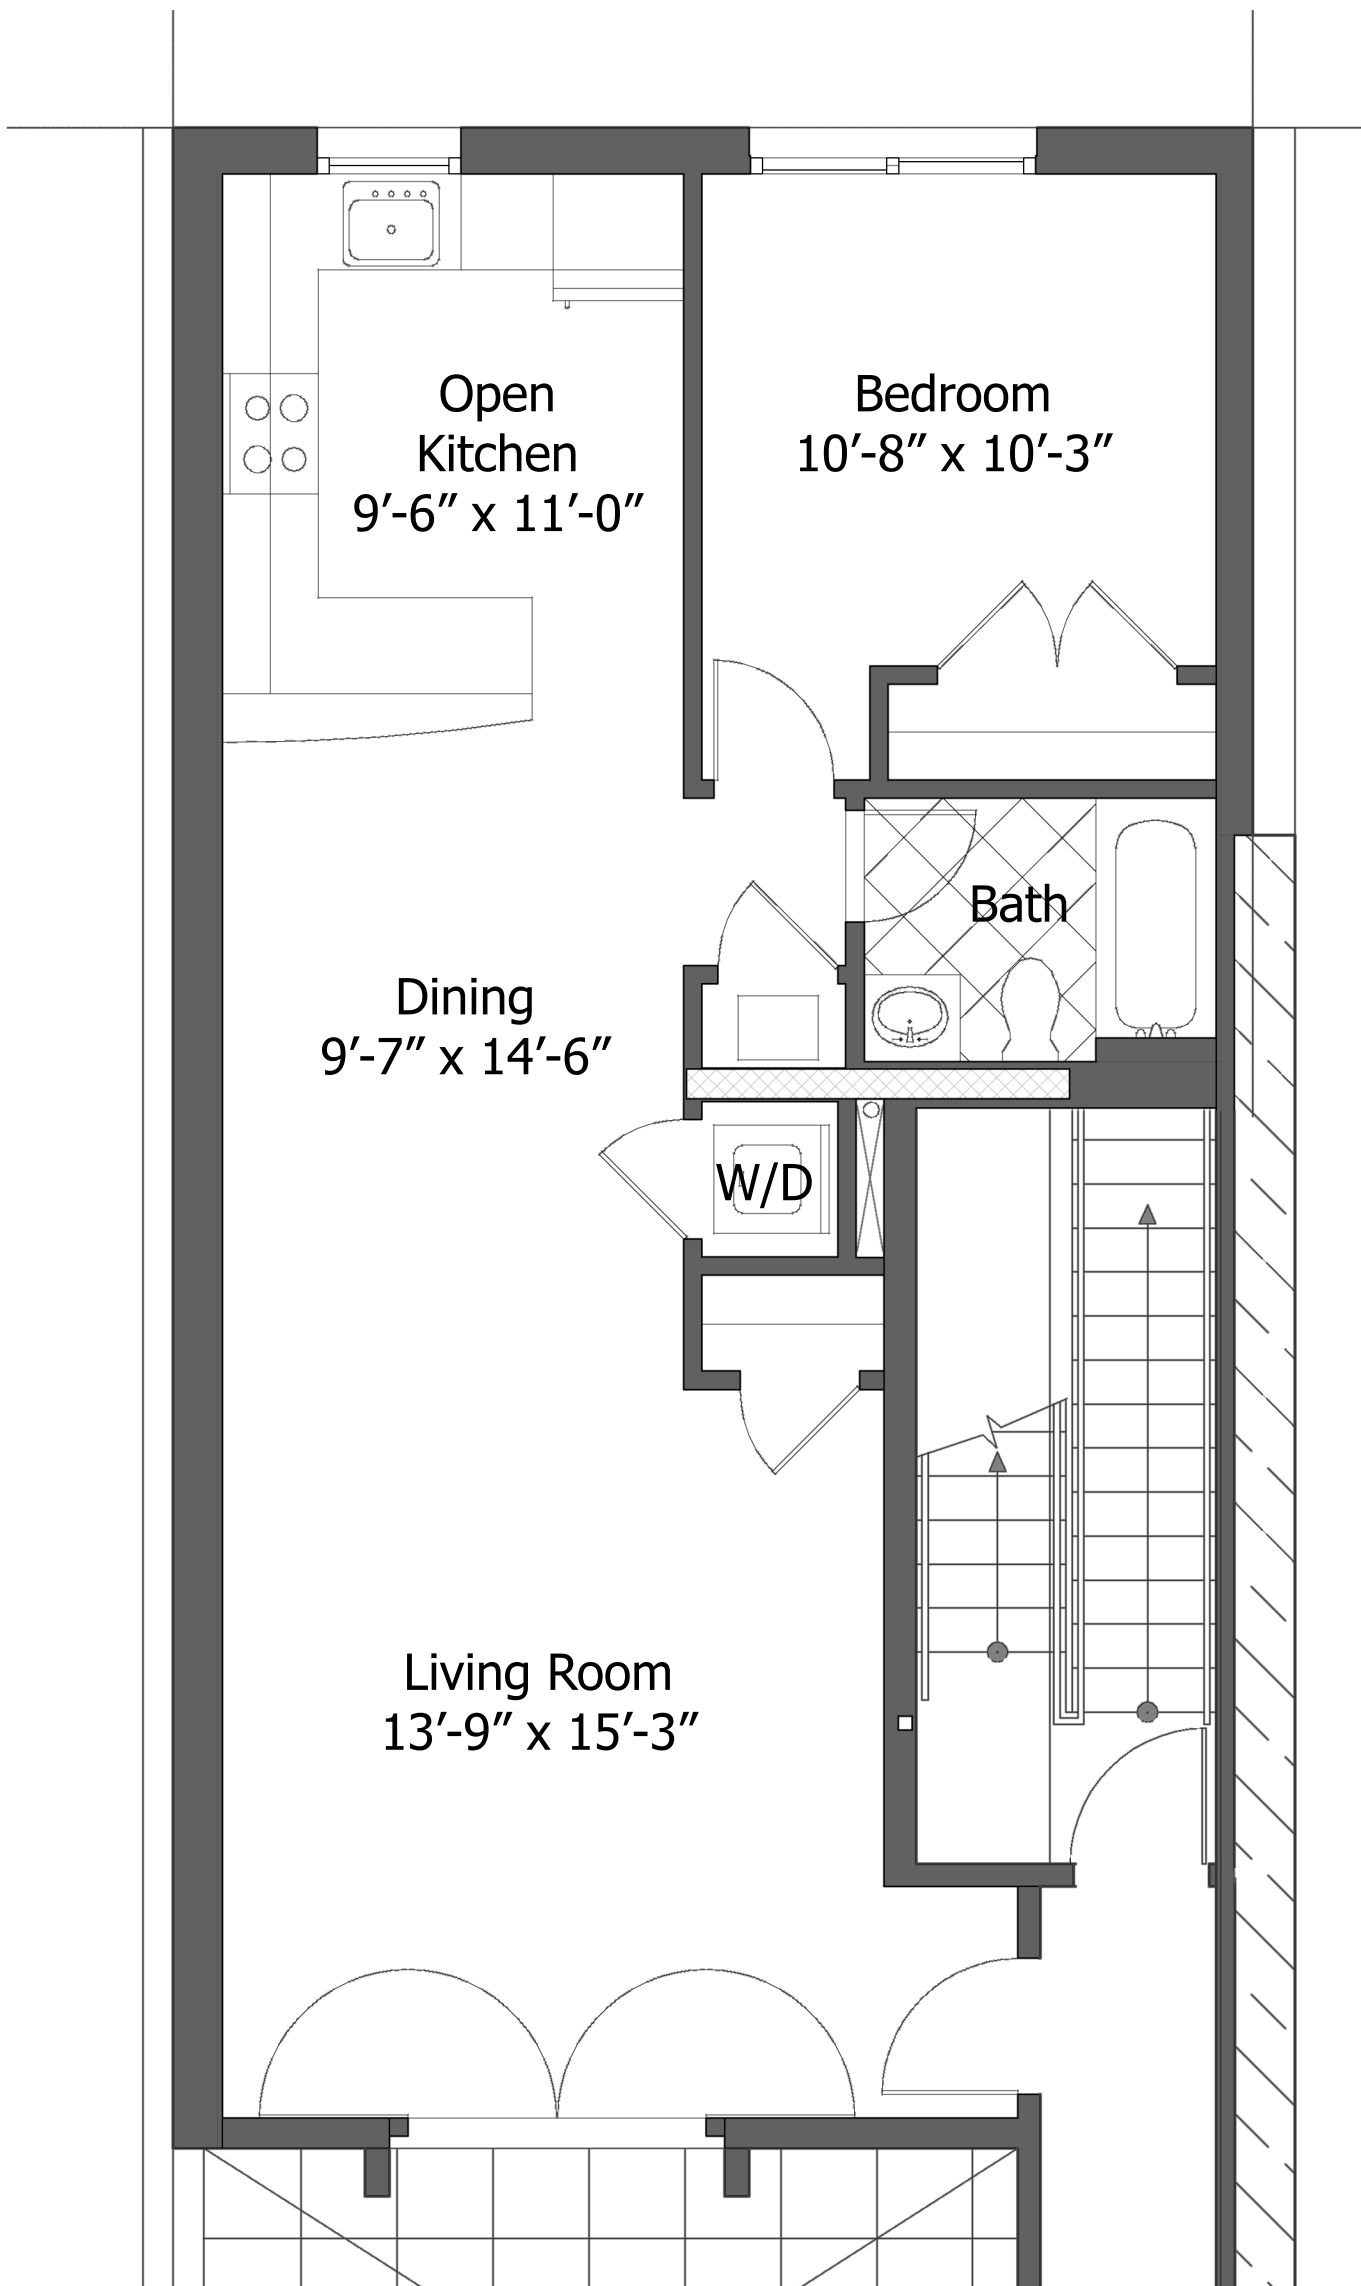 Open
Kitchen
9′-6″ x 11′-0″
Bedroom
10′-8″ x 10′-3″
Bath
Dining
9′-7″ x 14′-6″
W/D
Living Room
13′-9″ x 15′-3″